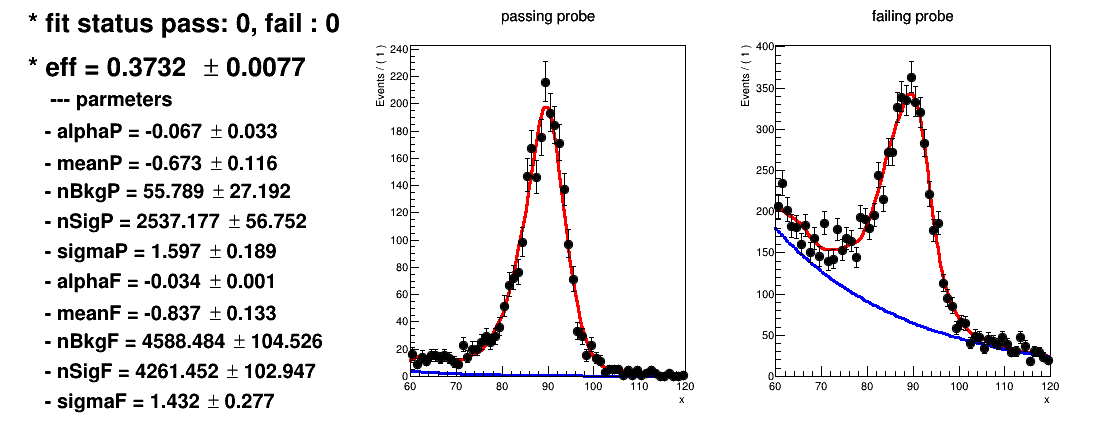 * fit status pass: 0, fail : 0
* eff = 0.3732 ± 0.0077
--- parmeters
- alphaP = -0.067 ± 0.033
- meanP = -0.673 ± 0.116
- nBkgP = 55.789 ± 27.192
- nSigP = 2537.177 ± 56.752
- sigmaP = 1.597 ± 0.189
- alphaF = -0.034 ± 0.001
- meanF = -0.837 ± 0.133
- nBkgF = 4588.484 ± 104.526
- nSigF = 4261.452 ± 102.947
- sigmaF = 1.432 ± 0.277
passing probe
Events / ( 1 )
240
220
200
180
160
140
120
100
80
60
40
20
0
60 70 80 90 100 110 120
x
failing probe
Events / ( 1 )
400
350
300
250
200
150
100
50
0
60 70 80 90 100 110 120
x